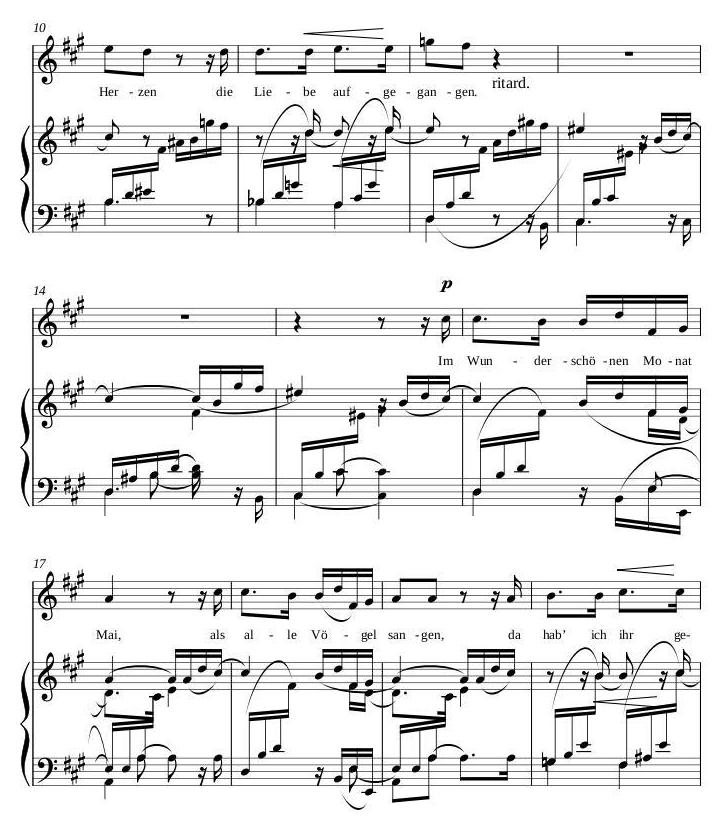 10
Her - zen die Lie - be auf - ge - gan - gen.
ritard.
14
p
Im Wun - der - schö - nen Mo - nat
17
Mai, als al - le Vö - gel san - gen, da hab' ich ihr ge-